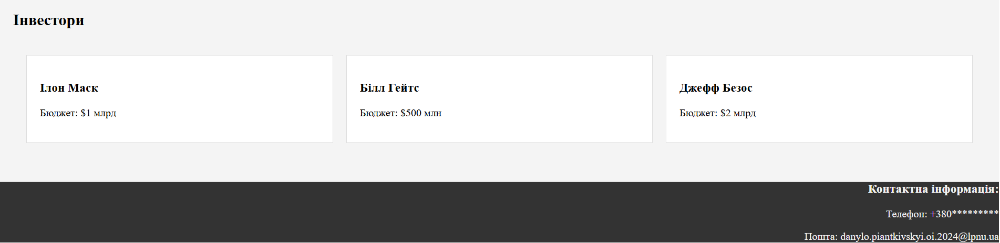 Інвестори
Ілон Маск
Бюджет: $1 млрд
Білл Гейтс
Бюджет: $500 млн
Джефф Безос
Бюджет: $2 млрд
Контактна інформація:
Телефон: +380*********
Пошта: danylo.piantkivskyi.oi.2024@lpnu.ua